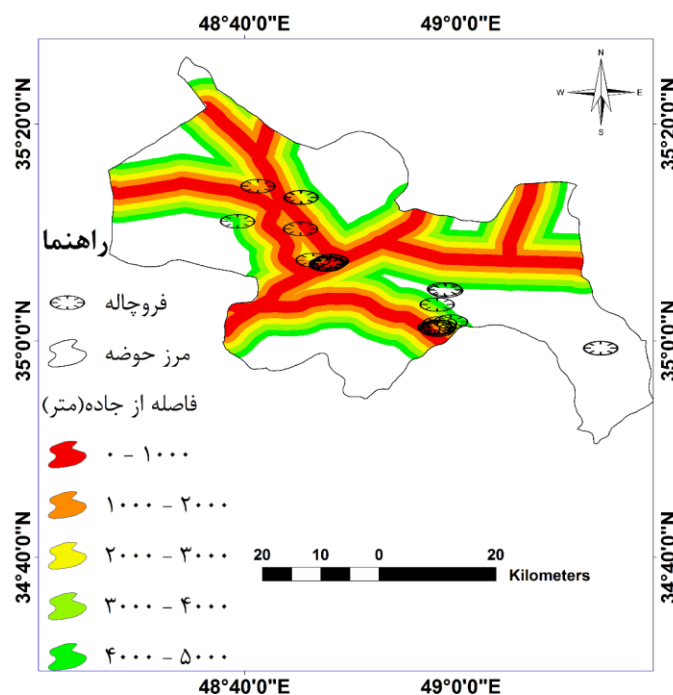 48°40'0"E 49°0'0"E
N
W E
S
35°20'0"N 35°20'0"N
راهنما
فروچاله
35°0'0"N 35°0'0"N
مرز حوضه
فاصله از جاده(متر)
۰ - ۱۰۰۰
۱۰۰۰ - ۲۰۰۰
۲۰۰۰ - ۳۰۰۰
34°40'0"N 34°40'0"N
20 10 0 20
Kilometers
۳۰۰۰ - ۴۰۰۰
۴۰۰۰ - ۵۰۰۰
48°40'0"E 49°0'0"E